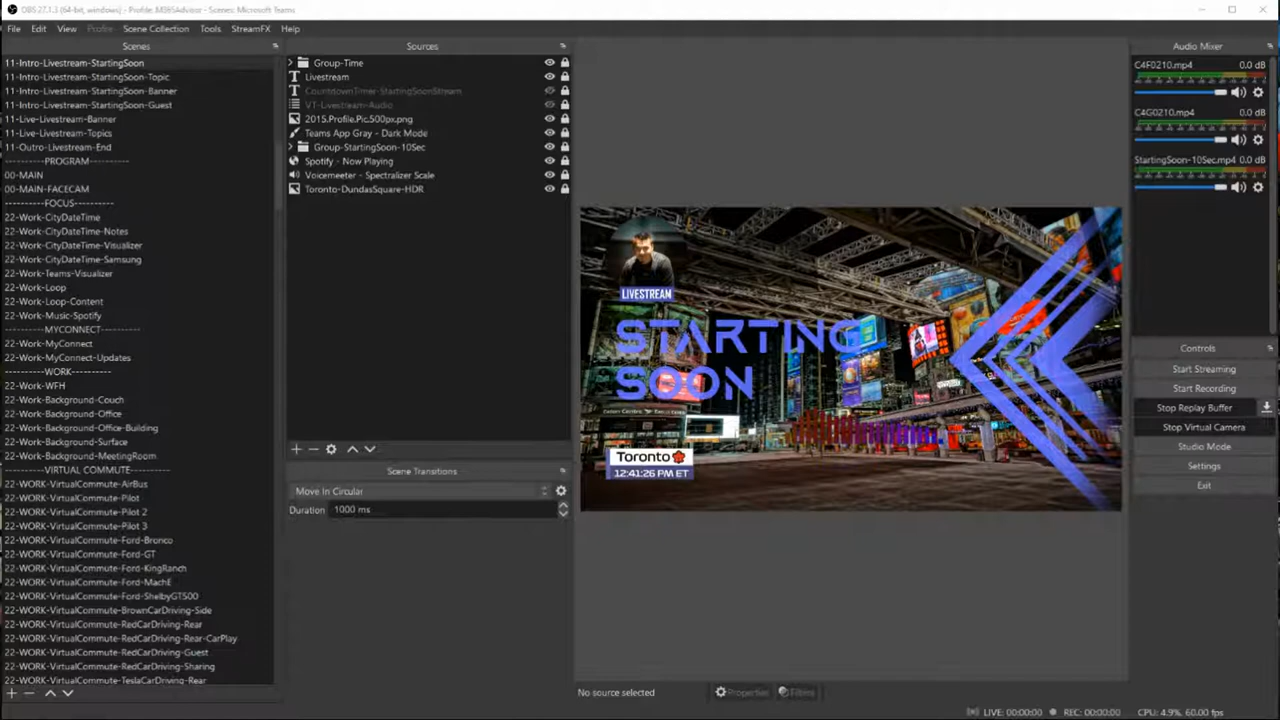 OBS 27.1.3 (64-bit, windows) - Profile: M365Advisor - Scenes: Microsoft Teams
File Edit View Profile Scene Collection Tools StreamFX Help
Scenes
11-Intro-Livestream-StartingSoon
11-Intro-Livestream-StartingSoon-Topic
11-Intro-Livestream-StartingSoon-Banner
11-Intro-Livestream-StartingSoon-Guest
11-Live-Livestream-Banner
11-Live-Livestream-Topics
11-Outro-Livestream-End
---------PROGRAM---------
00-MAIN
00-MAIN-FACECAM
---------FOCUS---------
22-Work-CityDateTime
22-Work-CityDateTime-Notes
22-Work-CityDateTime-Visualizer
22-Work-CityDateTime-Samsung
22-Work-Teams-Visualizer
22-Work-Loop
22-Work-Loop-Content
22-Work-Music-Spotify
---------MYCONNECT---------
22-Work-MyConnect
22-Work-MyConnect-Updates
---------WORK---------
22-Work-WFH
22-Work-Background-Couch
22-Work-Background-Office
22-Work-Background-Office-Building
22-Work-Background-Surface
22-Work-Background-MeetingRoom
---------VIRTUAL COMMUTE---------
22-WORK-VirtualCommute-AirBus
22-WORK-VirtualCommute-Pilot
22-WORK-VirtualCommute-Pilot 2
22-WORK-VirtualCommute-Pilot 3
22-WORK-VirtualCommute-Ford-Bronco
22-WORK-VirtualCommute-Ford-GT
22-WORK-VirtualCommute-Ford-KingRanch
22-WORK-VirtualCommute-Ford-MachE
22-WORK-VirtualCommute-Ford-ShelbyGT500
22-WORK-VirtualCommute-BrownCarDriving-Side
22-WORK-VirtualCommute-RedCarDriving-Rear
22-WORK-VirtualCommute-RedCarDriving-Rear-CarPlay
22-WORK-VirtualCommute-RedCarDriving-Guest
22-WORK-VirtualCommute-RedCarDriving-Sharing
22-WORK-VirtualCommute-TeslaCarDriving-Rear
Sources
Group-Time
Livestream
CountdownTimer-StartingSoonStream
VT-Livestream-Audio
2015.Profile.Pic.500px.png
Teams App Gray - Dark Mode
Group-StartingSoon-10Sec
Spotify - Now Playing
Voicemeeter - Spectralizer Scale
Toronto-DundasSquare-HDR
Scene Transitions
Move In Circular
Duration 1000 ms
LIVESTREAM
STARTING
SOON
Toronto
12:41:26 PM ET
No source selected
Properties
Filters
Audio Mixer
C4F0210.mp4 0.0 dB
C4G0210.mp4 0.0 dB
StartingSoon-10Sec.mp4 0.0 dB
Controls
Start Streaming
Start Recording
Stop Replay Buffer
Stop Virtual Camera
Studio Mode
Settings
Exit
LIVE: 00:00:00 REC: 00:00:00 CPU: 4.9%, 60.00 fps